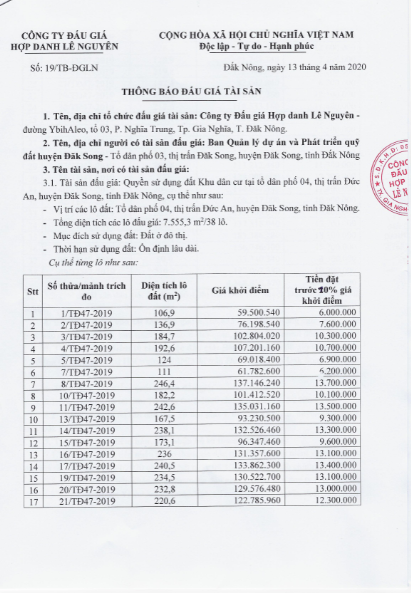 CÔNG TY ĐẤU GIÁ
HỢP DANH LÊ NGUYÊN
CỘNG HÒA XÃ HỘI CHỦ NGHĨA VIỆT NAM
Độc lập - Tự do - Hạnh phúc
Số: 19/TB-ĐGLN
Đắk Nông, ngày 13 tháng 4 năm 2020
THÔNG BÁO ĐẤU GIÁ TÀI SẢN
1. Tên, địa chỉ tổ chức đấu giá tài sản: Công ty Đấu giá Hợp danh Lê Nguyên -
đường YbihAleo, tổ 03, P. Nghĩa Trung, Tp. Gia Nghĩa, T. Đăk Nông.
2. Tên, địa chỉ người có tài sản đấu giá: Ban Quản lý dự án và Phát triển quỹ
đất huyện Đăk Song - Tổ dân phố 03, thị trấn Đăk Song, huyện Đăk Song, tỉnh Đắk Nông
3. Tên tài sản, nơi có tài sản đấu giá:
3.1. Tài sản đấu giá: Quyền sử dụng đất Khu dân cư tại tổ dân phố 04, thị trấn Đức
An, huyện Đăk Song, tỉnh Đăk Nông, cụ thể như sau:
- Vị trí các lô đất: Tổ dân phố 04, thị trấn Đức An, huyện Đăk Song, tỉnh Đăk Nông.
- Tổng diện tích các lô đấu giá: 7.555,3 m²/38 lô.
- Mục đích sử dụng đất: Đất ở đô thị.
- Thời hạn sử dụng đất: Ổn định lâu dài.
Cụ thể từng lô như sau:
Stt Số thửa/mảnh trích đo Diện tích lô đất (m²) Giá khởi điểm Tiền đặt trước 20% giá khởi điểm
1 1/TĐ47-2019 106,9 59.500.540 6.000.000
2 2/TĐ47-2019 136,9 76.198.540 7.600.000
3 3/TĐ47-2019 184,7 102.804.020 10.300.000
4 4/TĐ47-2019 192,6 107.201.160 10.700.000
5 5/TĐ47-2019 124 69.018.400 6.900.000
6 7/TĐ47-2019 111 61.782.600 6.200.000
7 8/TĐ47-2019 246,4 137.146.240 13.700.000
8 10/TĐ47-2019 182,2 101.412.520 10.100.000
9 11/TĐ47-2019 242,6 135.031.160 13.500.000
10 13/TĐ47-2019 167,5 93.230.500 9.300.000
11 14/TĐ47-2019 238,1 132.526.460 13.300.000
12 15/TĐ47-2019 173,1 96.347.460 9.600.000
13 16/TĐ47-2019 236 131.357.600 13.100.000
14 17/TĐ47-2019 240,5 133.862.300 13.400.000
15 19/TĐ47-2019 234,5 130.522.700 13.100.000
16 20/TĐ47-2019 232,8 129.576.480 13.000.000
17 21/TĐ47-2019 220,6 122.785.960 12.300.000
CÔNG
ĐẤU
HỢP
LÊ N